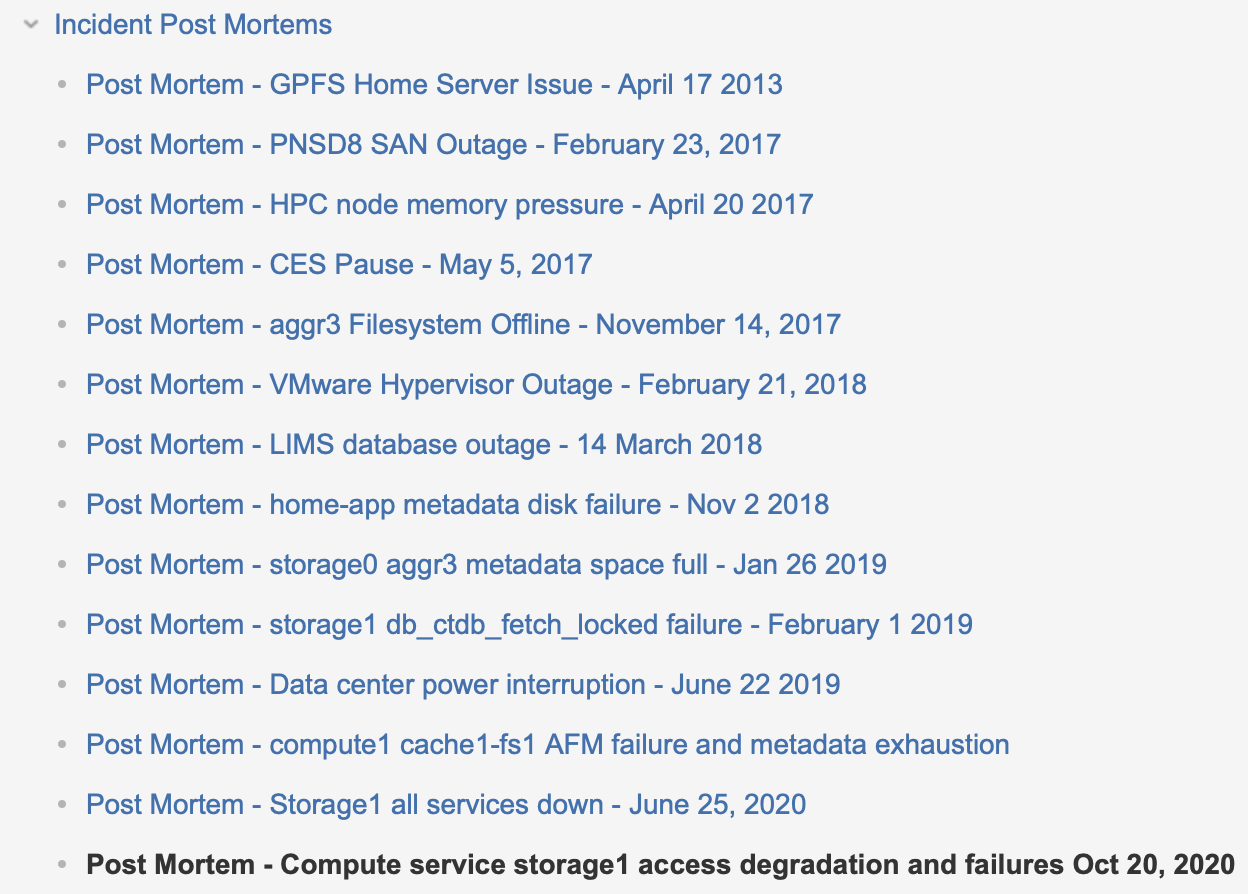 Incident Post Mortems
Post Mortem - GPFS Home Server Issue - April 17 2013
Post Mortem - PNSD8 SAN Outage - February 23, 2017
Post Mortem - HPC node memory pressure - April 20 2017
Post Mortem - CES Pause - May 5, 2017
Post Mortem - aggr3 Filesystem Offline - November 14, 2017
Post Mortem - VMware Hypervisor Outage - February 21, 2018
Post Mortem - LIMS database outage - 14 March 2018
Post Mortem - home-app metadata disk failure - Nov 2 2018
Post Mortem - storage0 aggr3 metadata space full - Jan 26 2019
Post Mortem - storage1 db_ctdb_fetch_locked failure - February 1 2019
Post Mortem - Data center power interruption - June 22 2019
Post Mortem - compute1 cache1-fs1 AFM failure and metadata exhaustion
Post Mortem - Storage1 all services down - June 25, 2020
Post Mortem - Compute service storage1 access degradation and failures Oct 20, 2020